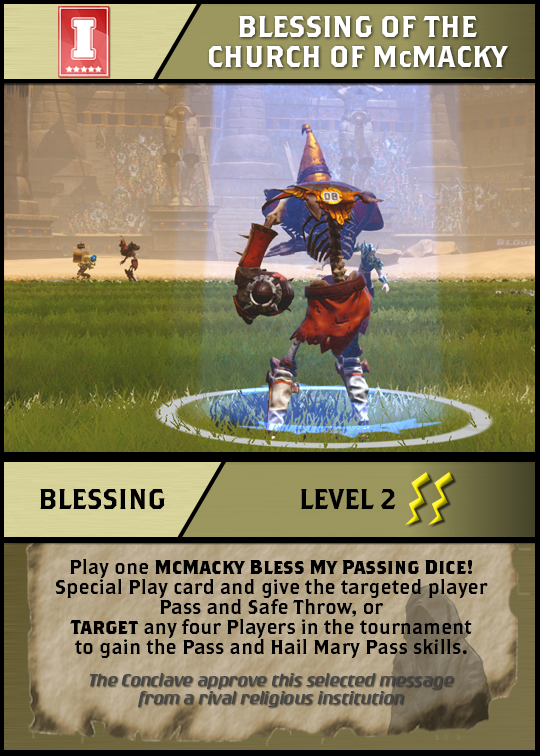 I
BLESSING OF THE
CHURCH OF McMACKY
08
BLESSING
LEVEL 2
Play one McMACKY BLESS MY PASSING DICE!
Special Play card and give the targeted player
Pass and Safe Throw, or
TARGET any four Players in the tournament
to gain the Pass and Hail Mary Pass skills.
The Conclave approve this selected message
from a rival religious institution